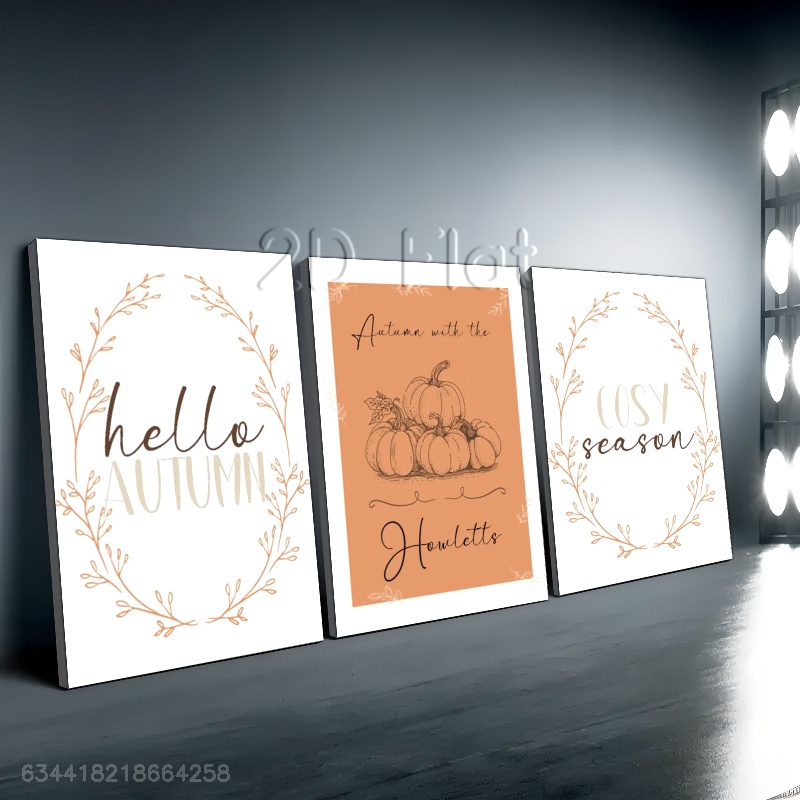 2D Flat
hello
AUTUMN
Autumn with the
Howletts
COSY
season
634418218664258